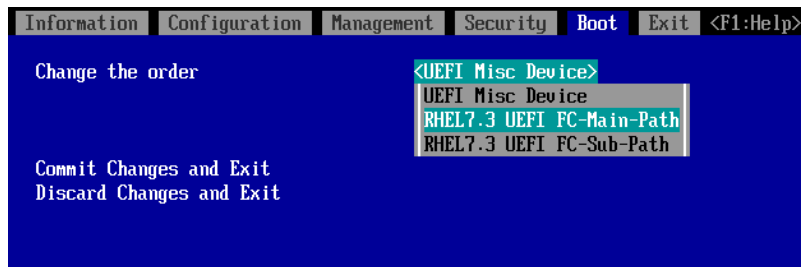 Information Configuration Management Security Boot Exit <F1:Help>
Change the order <UEFI Misc Device>
UEFI Misc Device
RHEL7.3 UEFI FC-Main-Path
RHEL7.3 UEFI FC-Sub-Path
Commit Changes and Exit
Discard Changes and Exit